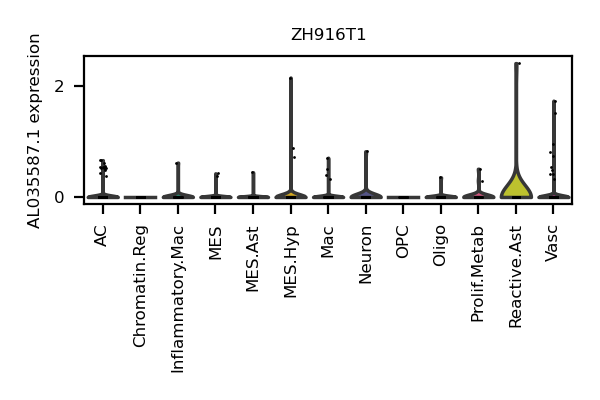 ZH916T1
AL035587.1 expression
2
0
AC
Chromatin.Reg
Inflammatory.Mac
MES
MES.Ast
MES.Hyp
Mac
Neuron
OPC
Oligo
Prolif.Metab
Reactive.Ast
Vasc